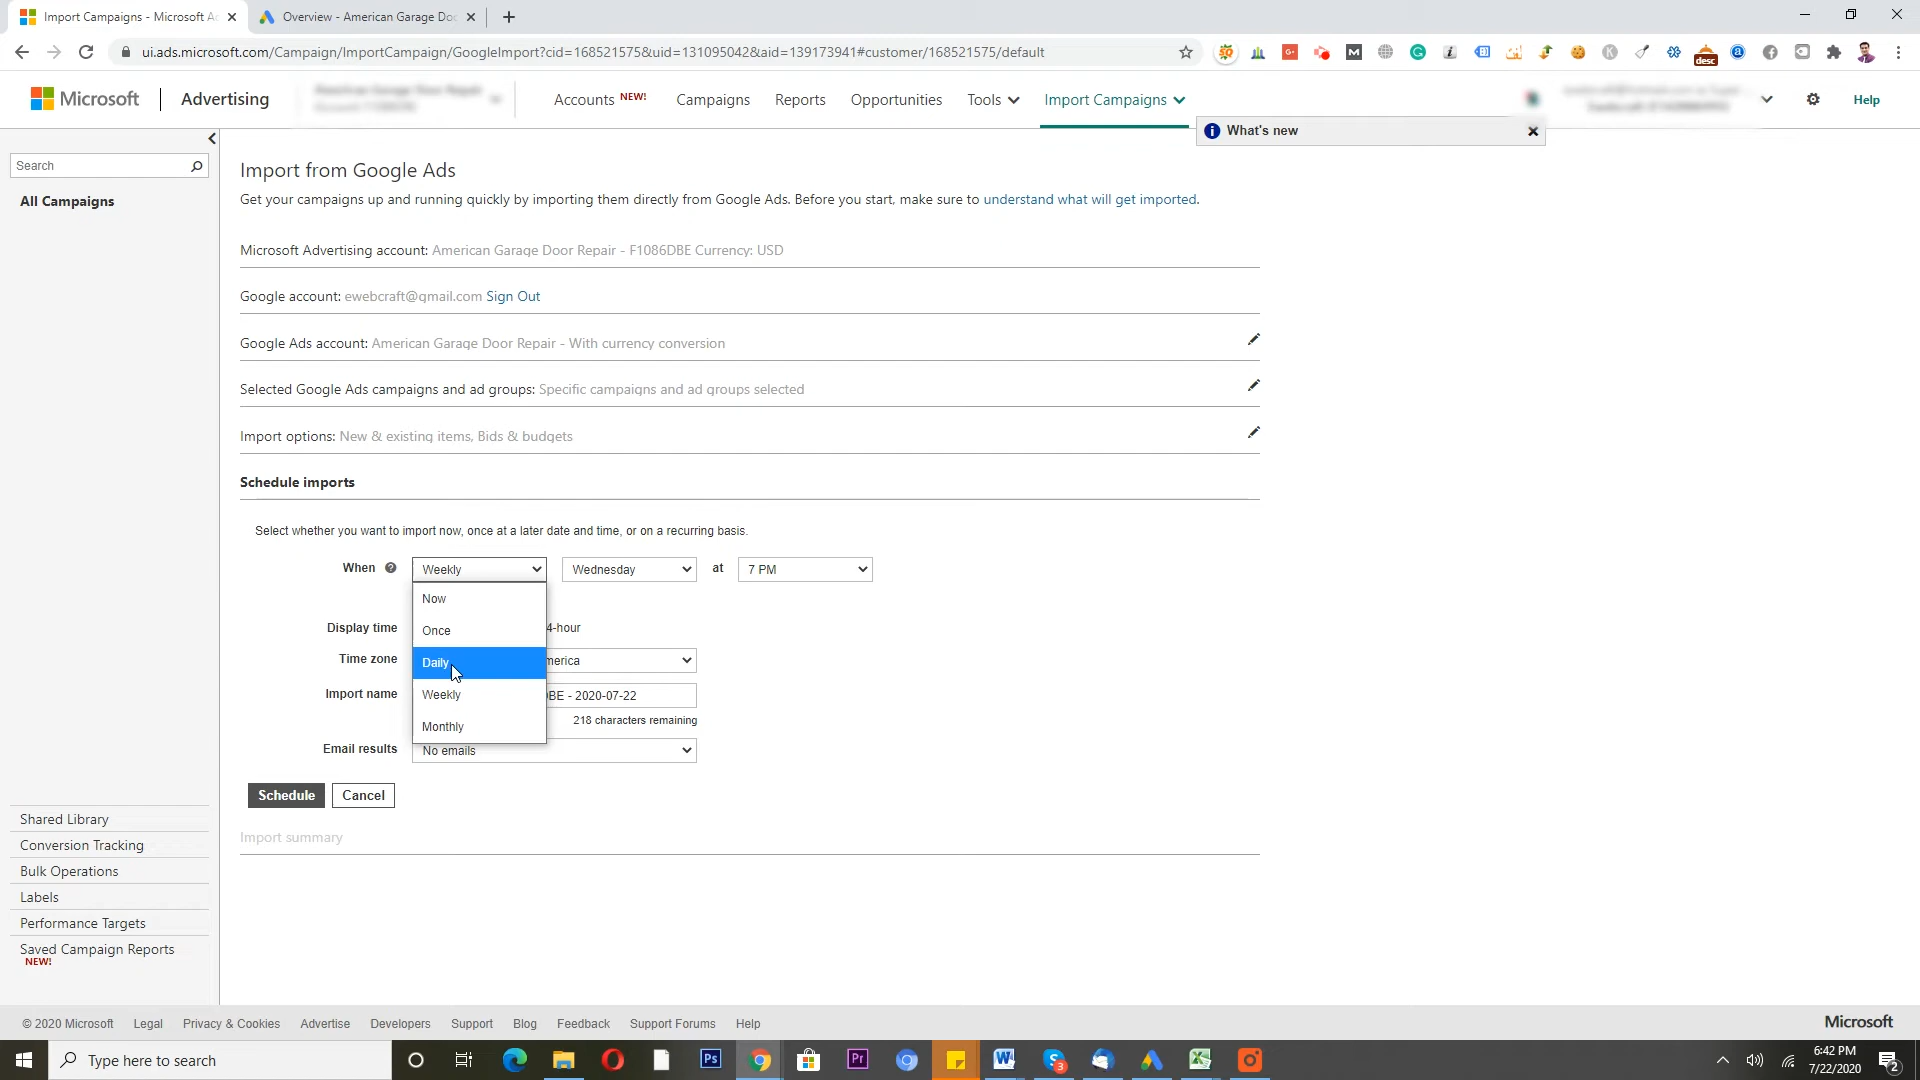 Import Campaigns - Microsoft A
Overview - American Garage Doo
ui.ads.microsoft.com/Campaign/ImportCampaign/GoogleImport?cid=168521575&uid=131095042&aid=139173941#customer/168521575/default
desc
Microsoft
Advertising
Accounts NEW!
Campaigns
Reports
Opportunities
Tools
Import Campaigns
Help
What's new
Search
All Campaigns
Import from Google Ads
Get your campaigns up and running quickly by importing them directly from Google Ads. Before you start, make sure to understand what will get imported.
Microsoft Advertising account: American Garage Door Repair - F1086DBE Currency: USD
Google account: ewebcraft@gmail.com Sign Out
Google Ads account: American Garage Door Repair - With currency conversion
Selected Google Ads campaigns and ad groups: Specific campaigns and ad groups selected
Import options: New & existing items, Bids & budgets
Schedule imports
Select whether you want to import now, once at a later date and time, or on a recurring basis.
When
Weekly
Wednesday
at
7 PM
Now
Once
Daily
Weekly
Monthly
Display time
4-hour
Time zone
merica
Import name
BE - 2020-07-22
218 characters remaining
Email results
No emails
Schedule
Cancel
Import summary
Shared Library
Conversion Tracking
Bulk Operations
Labels
Performance Targets
Saved Campaign Reports
NEW!
© 2020 Microsoft
Legal
Privacy & Cookies
Advertise
Developers
Support
Blog
Feedback
Support Forums
Help
Microsoft
Type here to search
Ps
Pr
3
6:42 PM
7/22/2020
2